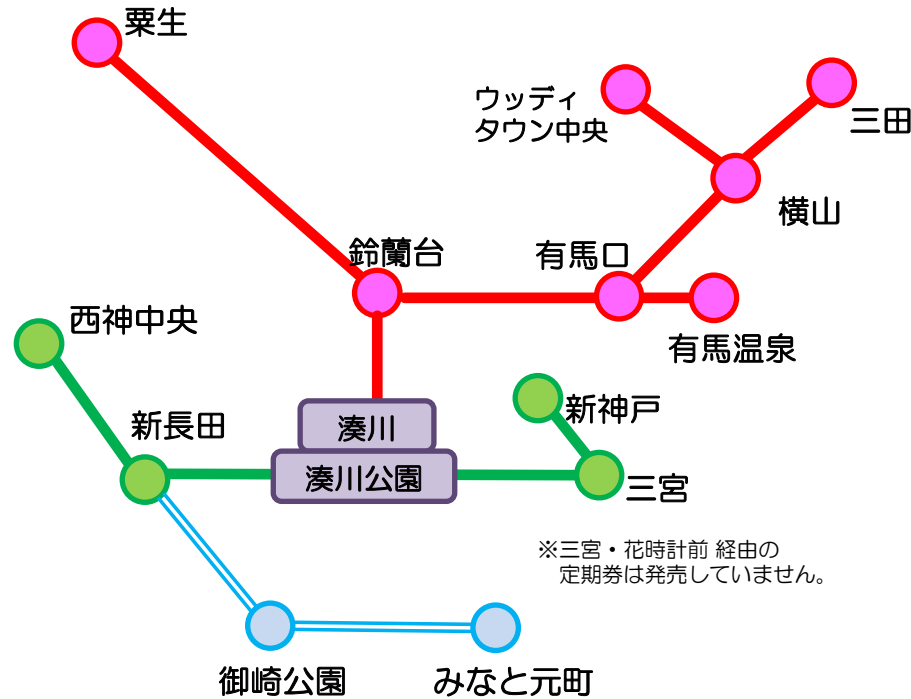 粟生
ウッディ
タウン中央
三田
横山
鈴蘭台
有馬口
有馬温泉
西神中央
新長田
湊川
湊川公園
新神戸
三宮
※三宮・花時計前 経由の
定期券は発売していません。
御崎公園
みなと元町